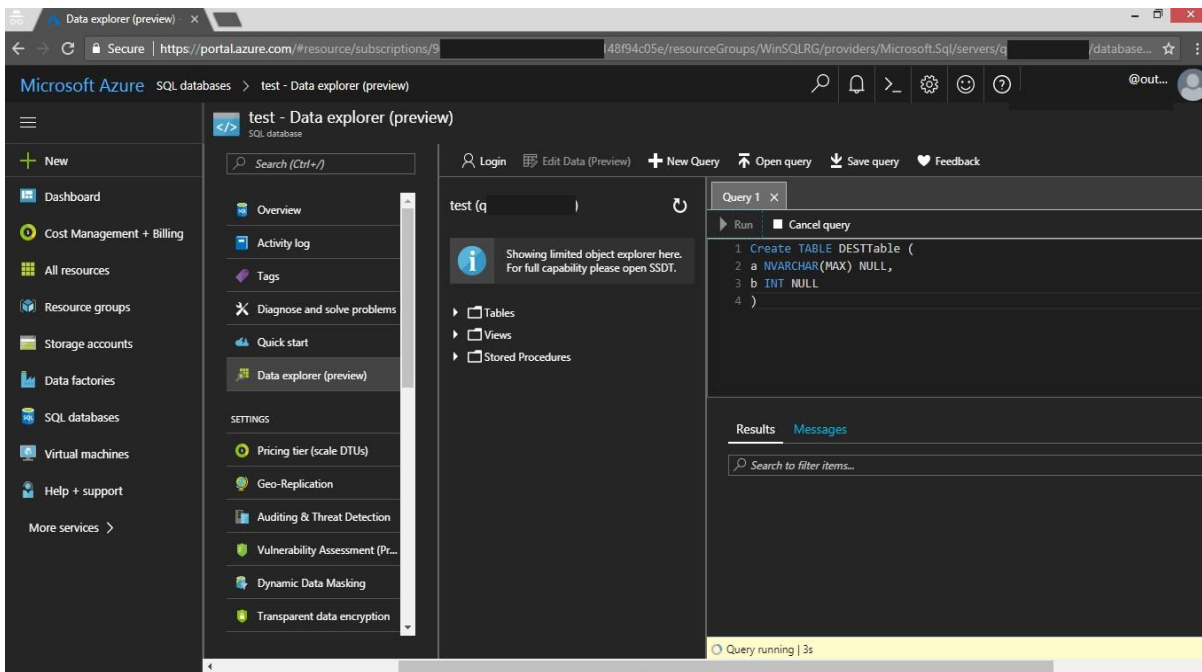 Data explorer (preview) -
Secure | https://portal.azure.com/#resource/subscriptions/9 148f94c05e/resourceGroups/WinSQLRG/providers/Microsoft.Sql/servers/q /database...
Microsoft Azure SQL databases > test - Data explorer (preview)
@out...
test - Data explorer (preview)
SQL database
New
Dashboard
Cost Management + Billing
All resources
Resource groups
Storage accounts
Data factories
SQL databases
Virtual machines
Help + support
More services >
Search (Ctrl+/)
Overview
Activity log
Tags
Diagnose and solve problems
Quick start
Data explorer (preview)
SETTINGS
Pricing tier (scale DTUs)
Geo-Replication
Auditing & Threat Detection
Vulnerability Assessment (Pr...
Dynamic Data Masking
Transparent data encryption
Login Edit Data (Preview) New Query Open query Save query Feedback
test (q )
Showing limited object explorer here.
For full capability please open SSDT.
Tables
Views
Stored Procedures
Query 1
Run Cancel query
1 Create TABLE DESTTable (
2 a NVARCHAR(MAX) NULL,
3 b INT NULL
4 )
Results Messages
Search to filter items...
Query running | 3s